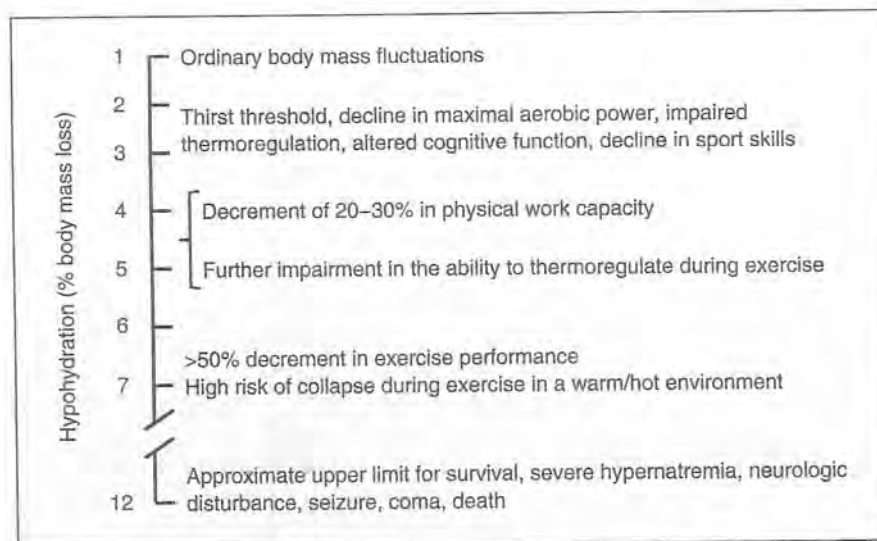 Hypohydration (% body mass loss)
1 Ordinary body mass fluctuations
2
Thirst threshold, decline in maximal aerobic power, impaired
thermoregulation, altered cognitive function, decline in sport skills
3
4 Decrement of 20–30% in physical work capacity
5 Further impairment in the ability to thermoregulate during exercise
6
>50% decrement in exercise performance
7 High risk of collapse during exercise in a warm/hot environment
Approximate upper limit for survival, severe hypernatremia, neurologic
12 disturbance, seizure, coma, death